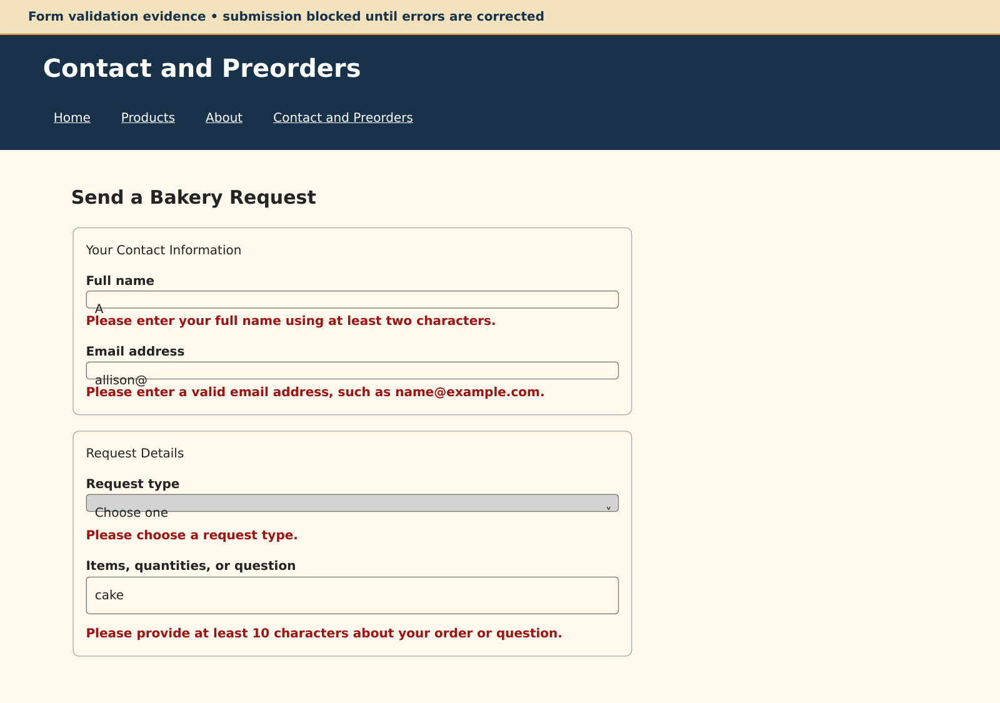 Form validation evidence • submission blocked until errors are corrected
Contact and Preorders
Home Products About Contact and Preorders
Send a Bakery Request
Your Contact Information
Full name
A
Please enter your full name using at least two characters.
Email address
allison@
Please enter a valid email address, such as name@example.com.
Request Details
Request type
Choose one
Please choose a request type.
Items, quantities, or question
cake
Please provide at least 10 characters about your order or question.